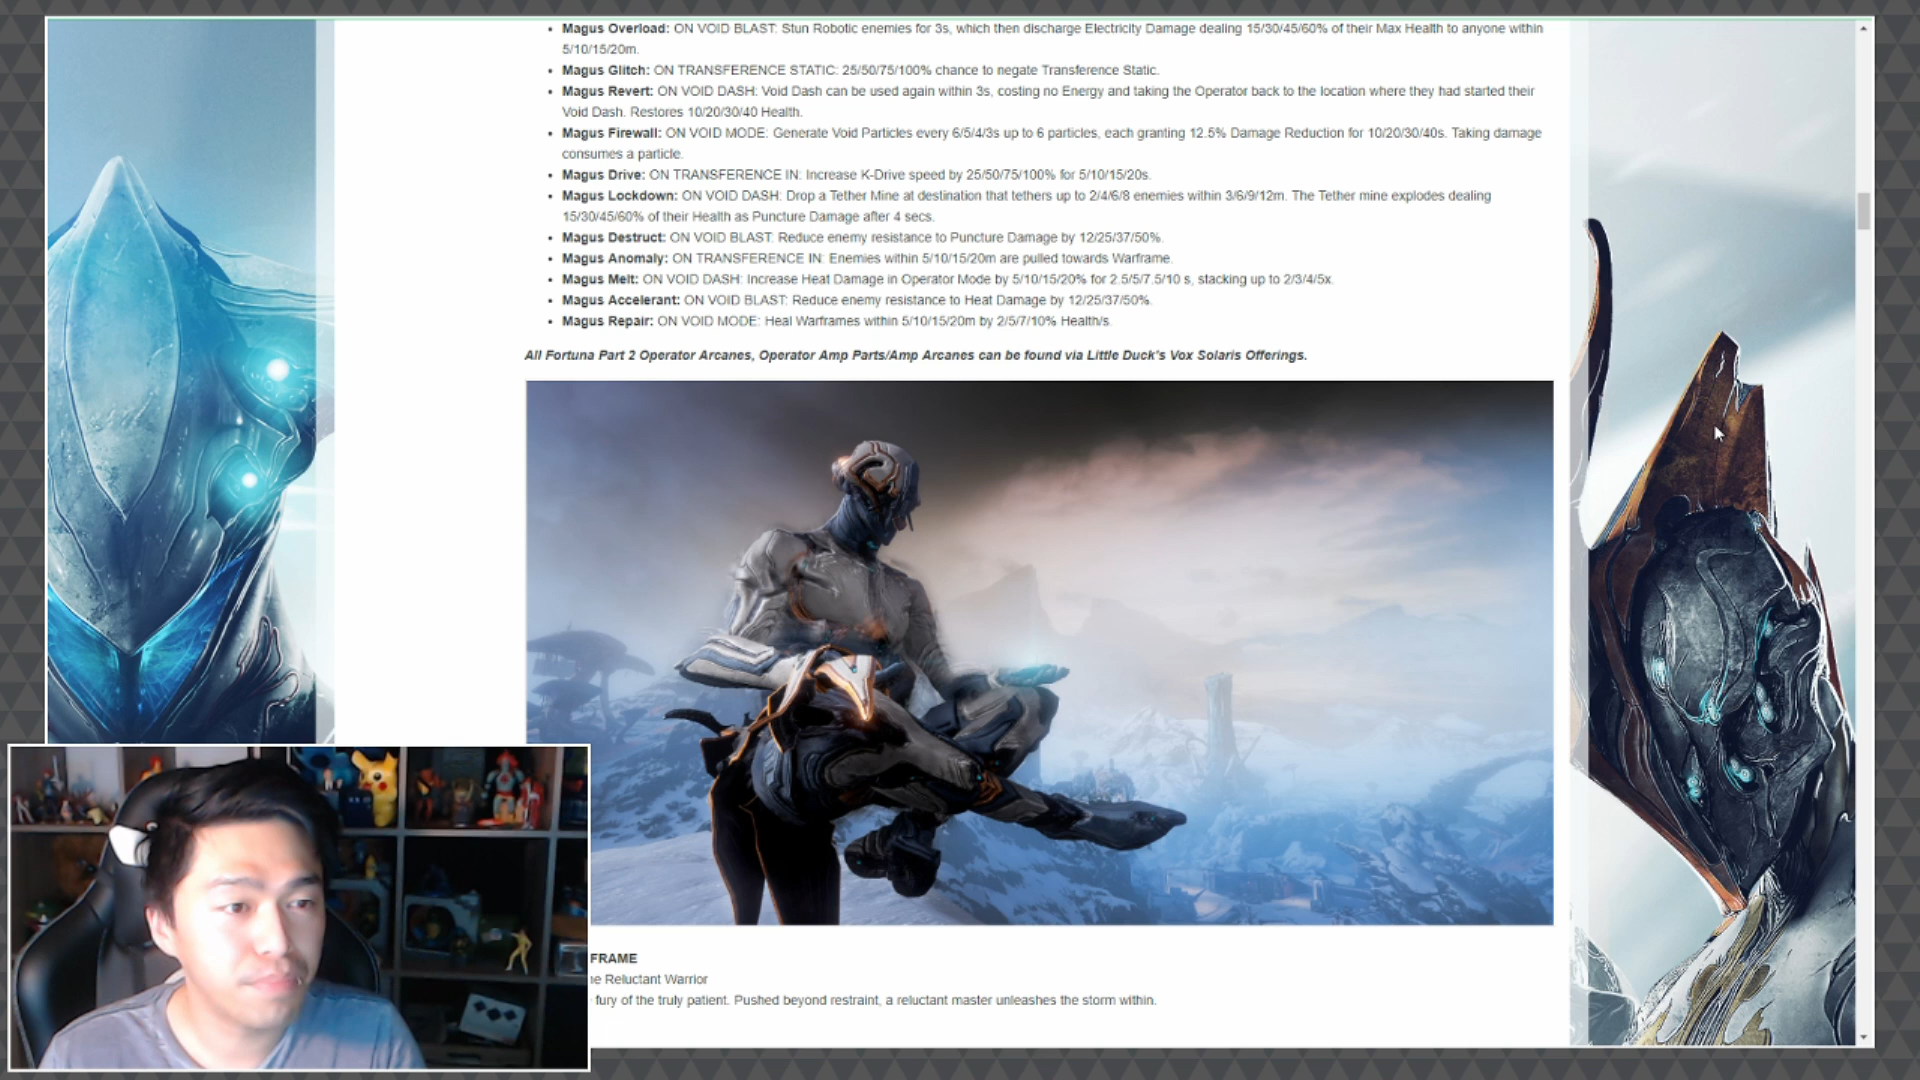 • Magus Overload: ON VOID BLAST: Stun Robotic enemies for 3s, which then discharge Electricity Damage dealing 15/30/45/60% of their Max Health to anyone within
5/10/15/20m.
• Magus Glitch: ON TRANSFERENCE STATIC: 25/50/75/100% chance to negate Transference Static.
• Magus Revert: ON VOID DASH: Void Dash can be used again within 3s, costing no Energy and taking the Operator back to the location where they had started their
Void Dash. Restores 10/20/30/40 Health.
• Magus Firewall: ON VOID MODE: Generate Void Particles every 6/5/4/3s up to 6 particles, each granting 12.5% Damage Reduction for 10/20/30/40s. Taking damage
consumes a particle.
• Magus Drive: ON TRANSFERENCE IN: Increase K-Drive speed by 25/50/75/100% for 5/10/15/20s.
• Magus Lockdown: ON VOID DASH: Drop a Tether Mine at destination that tethers up to 2/4/6/8 enemies within 3/6/9/12m. The Tether mine explodes dealing
15/30/45/60% of their Health as Puncture Damage after 4 secs.
• Magus Destruct: ON VOID BLAST: Reduce enemy resistance to Puncture Damage by 12/25/37/50%.
• Magus Anomaly: ON TRANSFERENCE IN: Enemies within 5/10/15/20m are pulled towards Warframe.
• Magus Melt: ON VOID DASH: Increase Heat Damage in Operator Mode by 5/10/15/20% for 2.5/5/7.5/10 s, stacking up to 2/3/4/5x.
• Magus Accelerant: ON VOID BLAST: Reduce enemy resistance to Heat Damage by 12/25/37/50%.
• Magus Repair: ON VOID MODE: Heal Warframes within 5/10/15/20m by 2/5/7/10% Health/s
All Fortuna Part 2 Operator Arcanes, Operator Amp Parts/Amp Arcanes can be found via Little Duck's Vox Solaris Offerings.
FRAME
e Reluctant Warrior
fury of the truly patient. Pushed beyond restraint, a reluctant master unleashes the storm within.